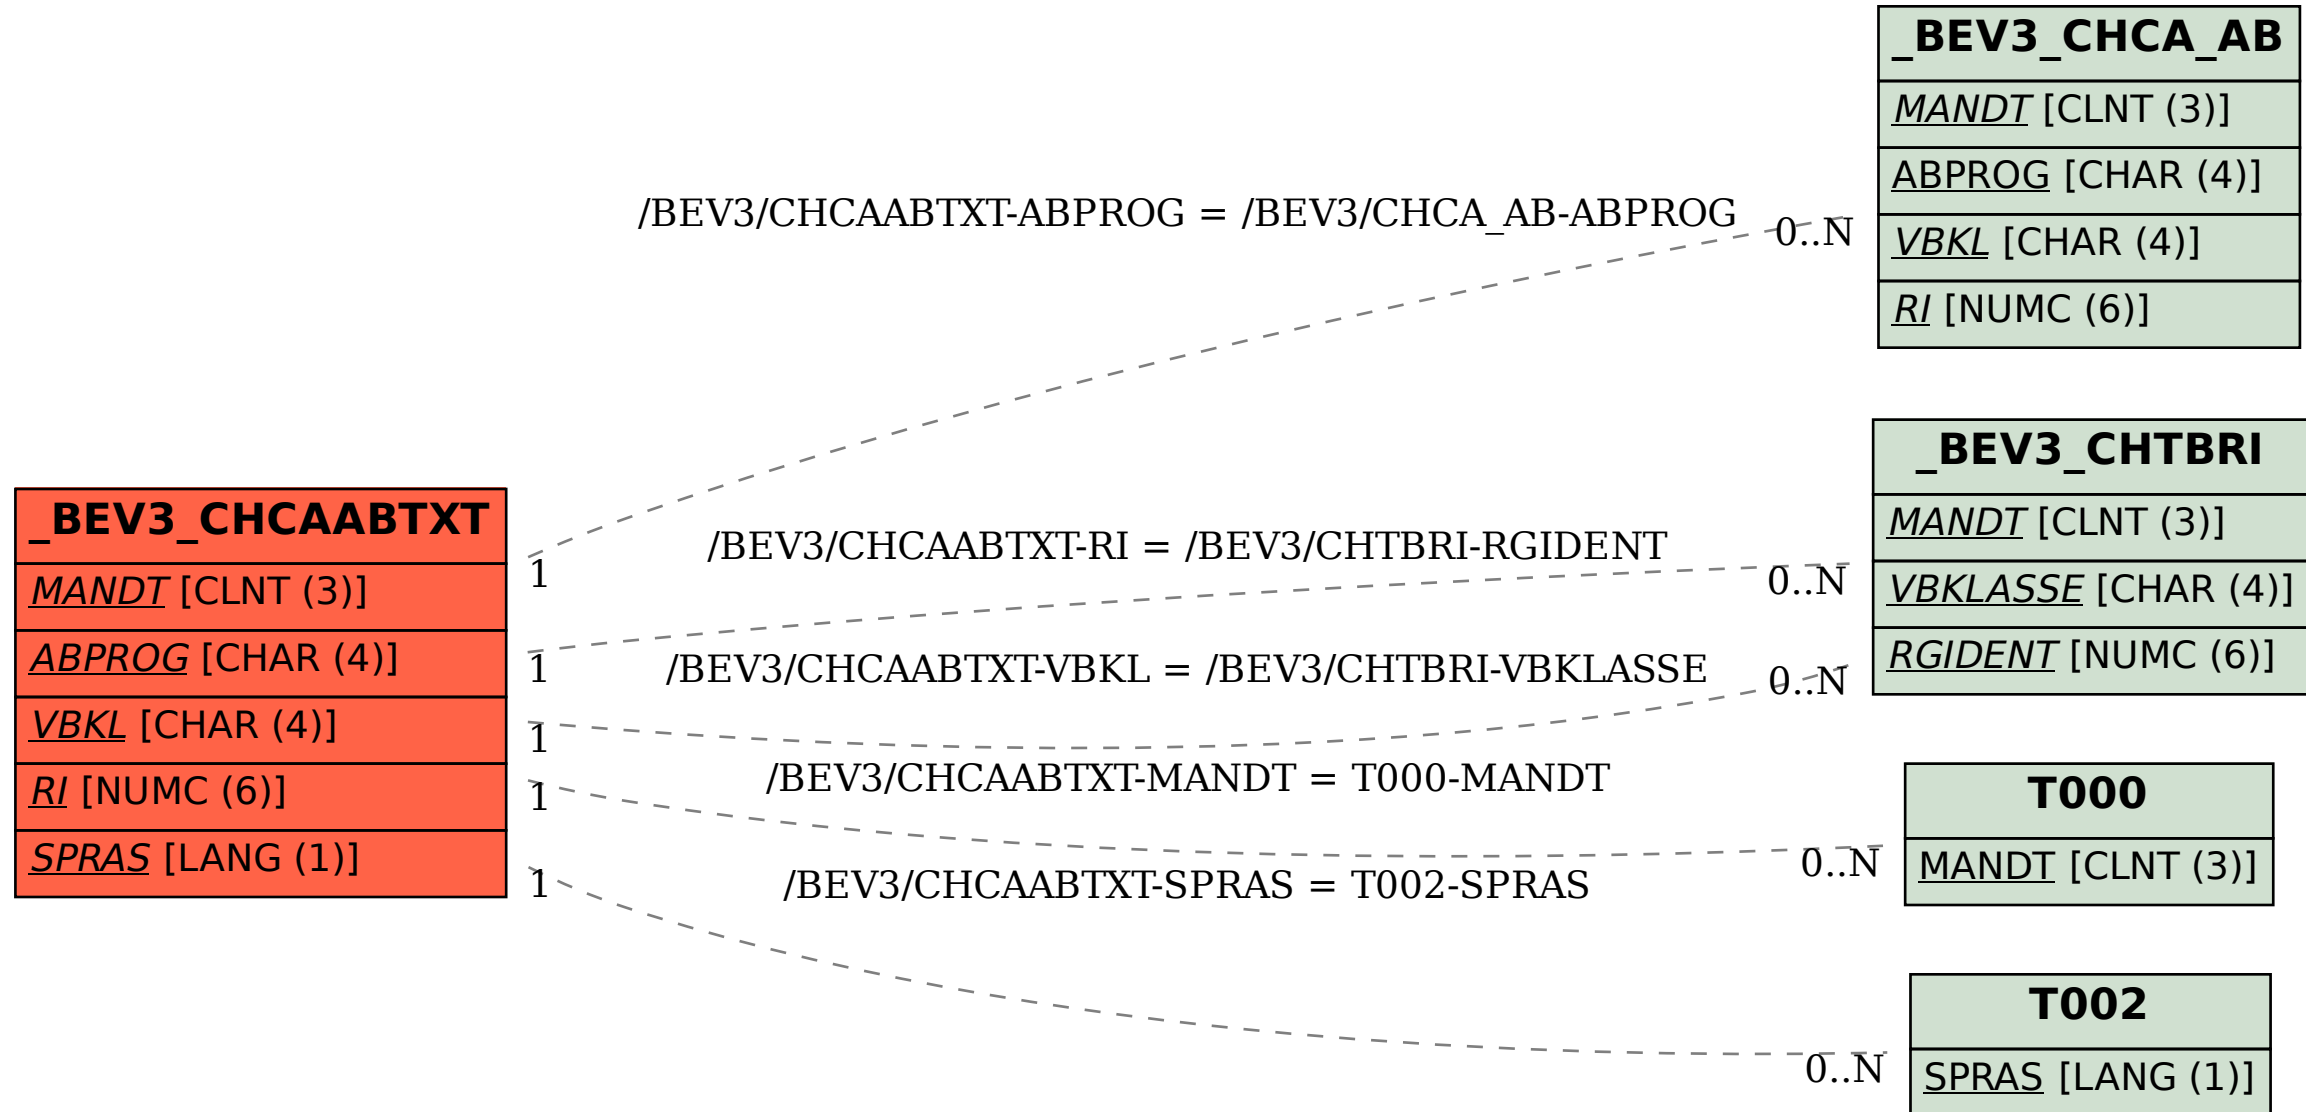 _BEV3_CHCA_AB
MANDT [CLNT (3)]
ABPROG [CHAR (4)]
VBKL [CHAR (4)]
RI [NUMC (6)]
/BEV3/CHCAABTXT-ABPROG = /BEV3/CHCA_AB-ABPROG
0..N
_BEV3_CHTBRI
MANDT [CLNT (3)]
VBKLASSE [CHAR (4)]
RGIDENT [NUMC (6)]
_BEV3_CHCAABTXT
MANDT [CLNT (3)]
ABPROG [CHAR (4)]
VBKL [CHAR (4)]
RI [NUMC (6)]
SPRAS [LANG (1)]
1
/BEV3/CHCAABTXT-RI = /BEV3/CHTBRI-RGIDENT
0..N
1
/BEV3/CHCAABTXT-VBKL = /BEV3/CHTBRI-VBKLASSE
0..N
1
/BEV3/CHCAABTXT-MANDT = T000-MANDT
1
0..N
T000
MANDT [CLNT (3)]
1
/BEV3/CHCAABTXT-SPRAS = T002-SPRAS
0..N
T002
SPRAS [LANG (1)]